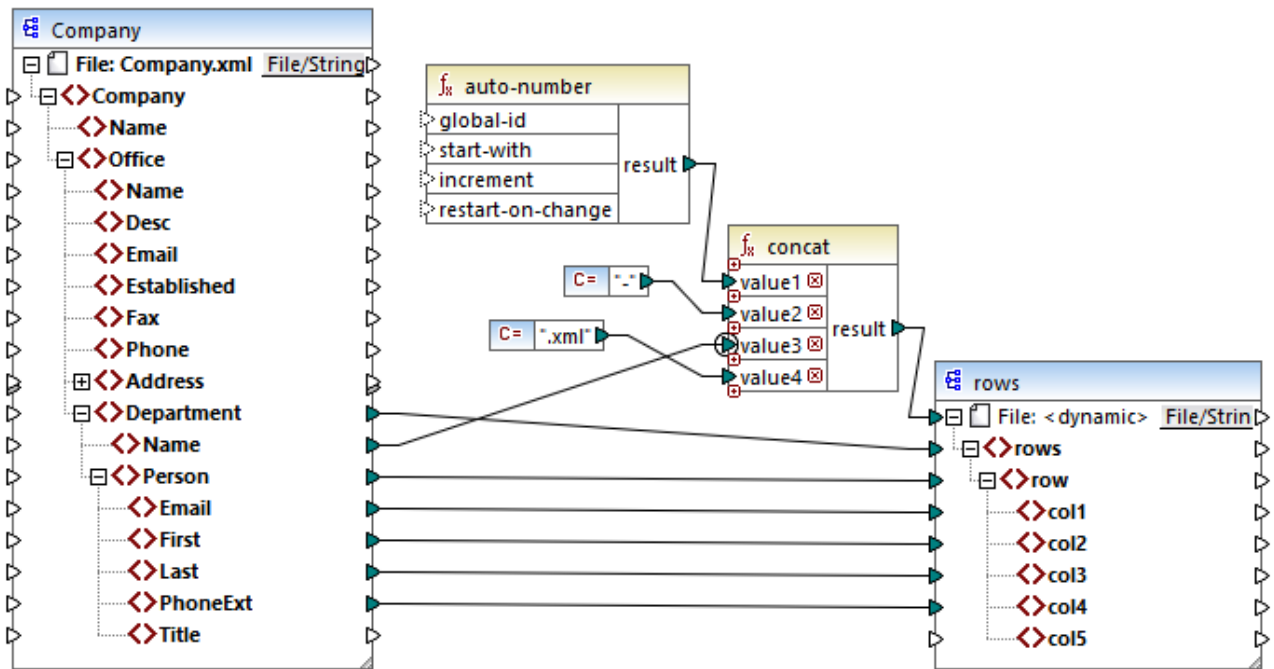 Company
File: Company.xml File/String
Company
Name
Office
Name
Desc
Email
Established
Fax
Phone
Address
Department
Name
Person
Email
First
Last
PhoneExt
Title
fx auto-number
global-id
start-with
increment
restart-on-change
result
C= "-"
C= ".xml"
fx concat
value1
value2
value3
value4
result
rows
File: <dynamic> File/Strin
rows
row
col1
col2
col3
col4
col5